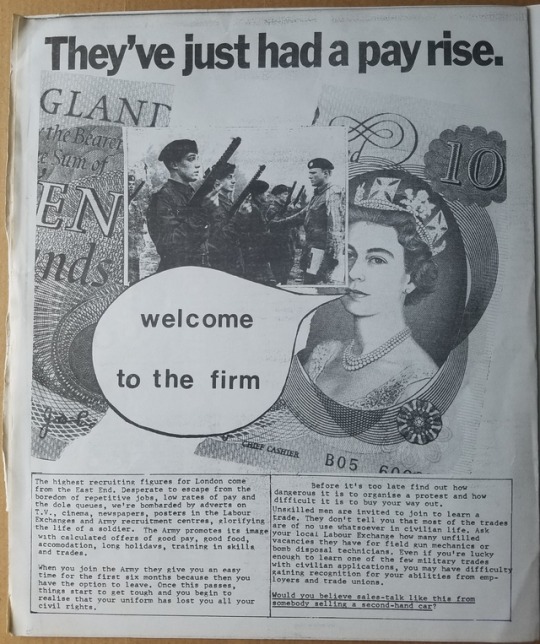 They've just had a pay rise.
GLAND
the Bearer
e Sum of
EN
nds
10
welcome
to the firm
CHIEF CASHIER
B05
The highest recruiting figures for London come
from the East End. Desperate to escape from the
boredom of repetitive jobs, low rates of pay and
the dole queues, we're bombarded by adverts on
T.V., cinema, newspapers, posters in the Labour
Exchanges and Army recruitment centres, glorifying
the life of a soldier. The Army promotes its image
with calculated offers of good pay, good food,
accomodation, long holidays, training in skills
and trades.
When you join the Army they give you an easy
time for the first six months because then you
have the option to leave. Once this passes,
things start to get tough and you begin to
realise that your uniform has lost you all your
civil rights.
Before it's too late find out how
dangerous it is to organise a protest and how
difficult it is to buy your way out.
Unskilled men are invited to join to learn a
trade. They don't tell you that most of the trades
are of no use whatsoever in civilian life. Ask
your local Labour Exchange how many unfilled
vacancies they have for field gun mechanics or
bomb disposal technicians. Even if you're lucky
enough to learn one of the few military trades
with civilian applications, you may have difficulty
gaining recognition for your abilities from emp-
loyers and trade unions.
Would you believe sales-talk like this from
somebody selling a second-hand car?